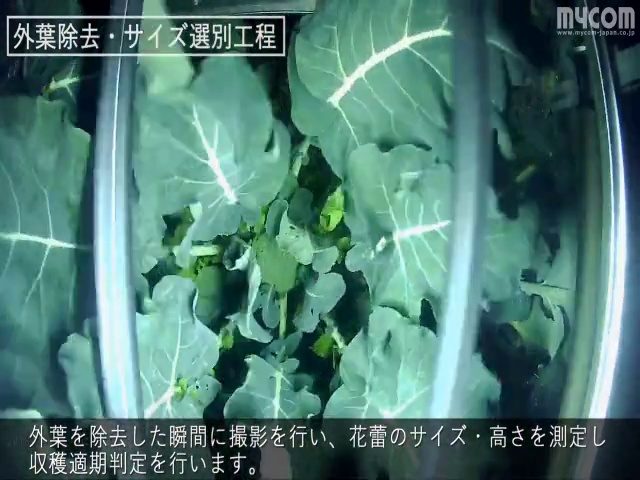 外葉除去・サイズ選別工程
mycom
www.mycom-japan.co.jp
外葉を除去した瞬間に撮影を行い、花蕾のサイズ・高さを測定し
収穫適期判定を行います。